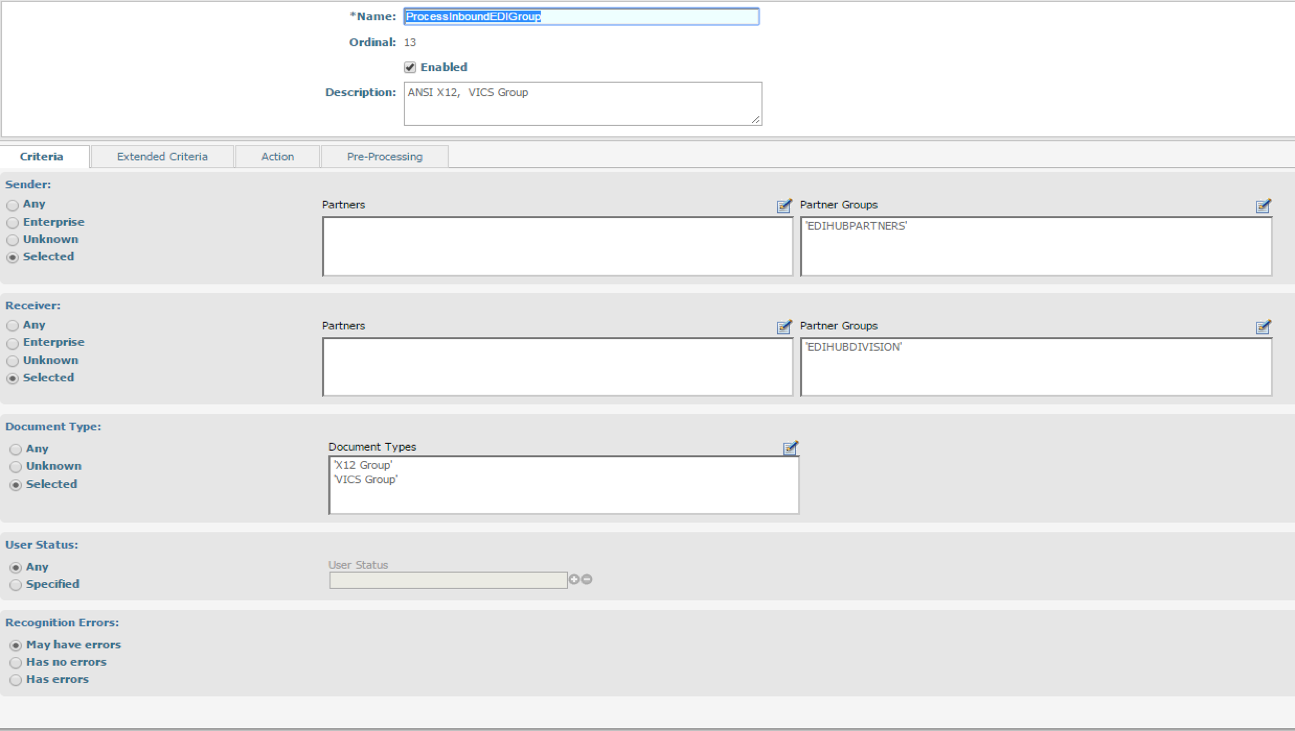 *Name: ProcessInboundEDIGroup
Ordinal: 13
Enabled
Description: ANSI X12, VICS Group
Criteria Extended Criteria Action Pre-Processing
Sender:
Any
Enterprise
Unknown
Selected
Partners Partner Groups
'EDIHUBPARTNERS'
Receiver:
Any
Enterprise
Unknown
Selected
Partners Partner Groups
'EDIHUBDIVISION'
Document Type:
Any
Unknown
Selected
Document Types
'X12 Group'
'VICS Group'
User Status:
Any
Specified
User Status
Recognition Errors:
May have errors
Has no errors
Has errors